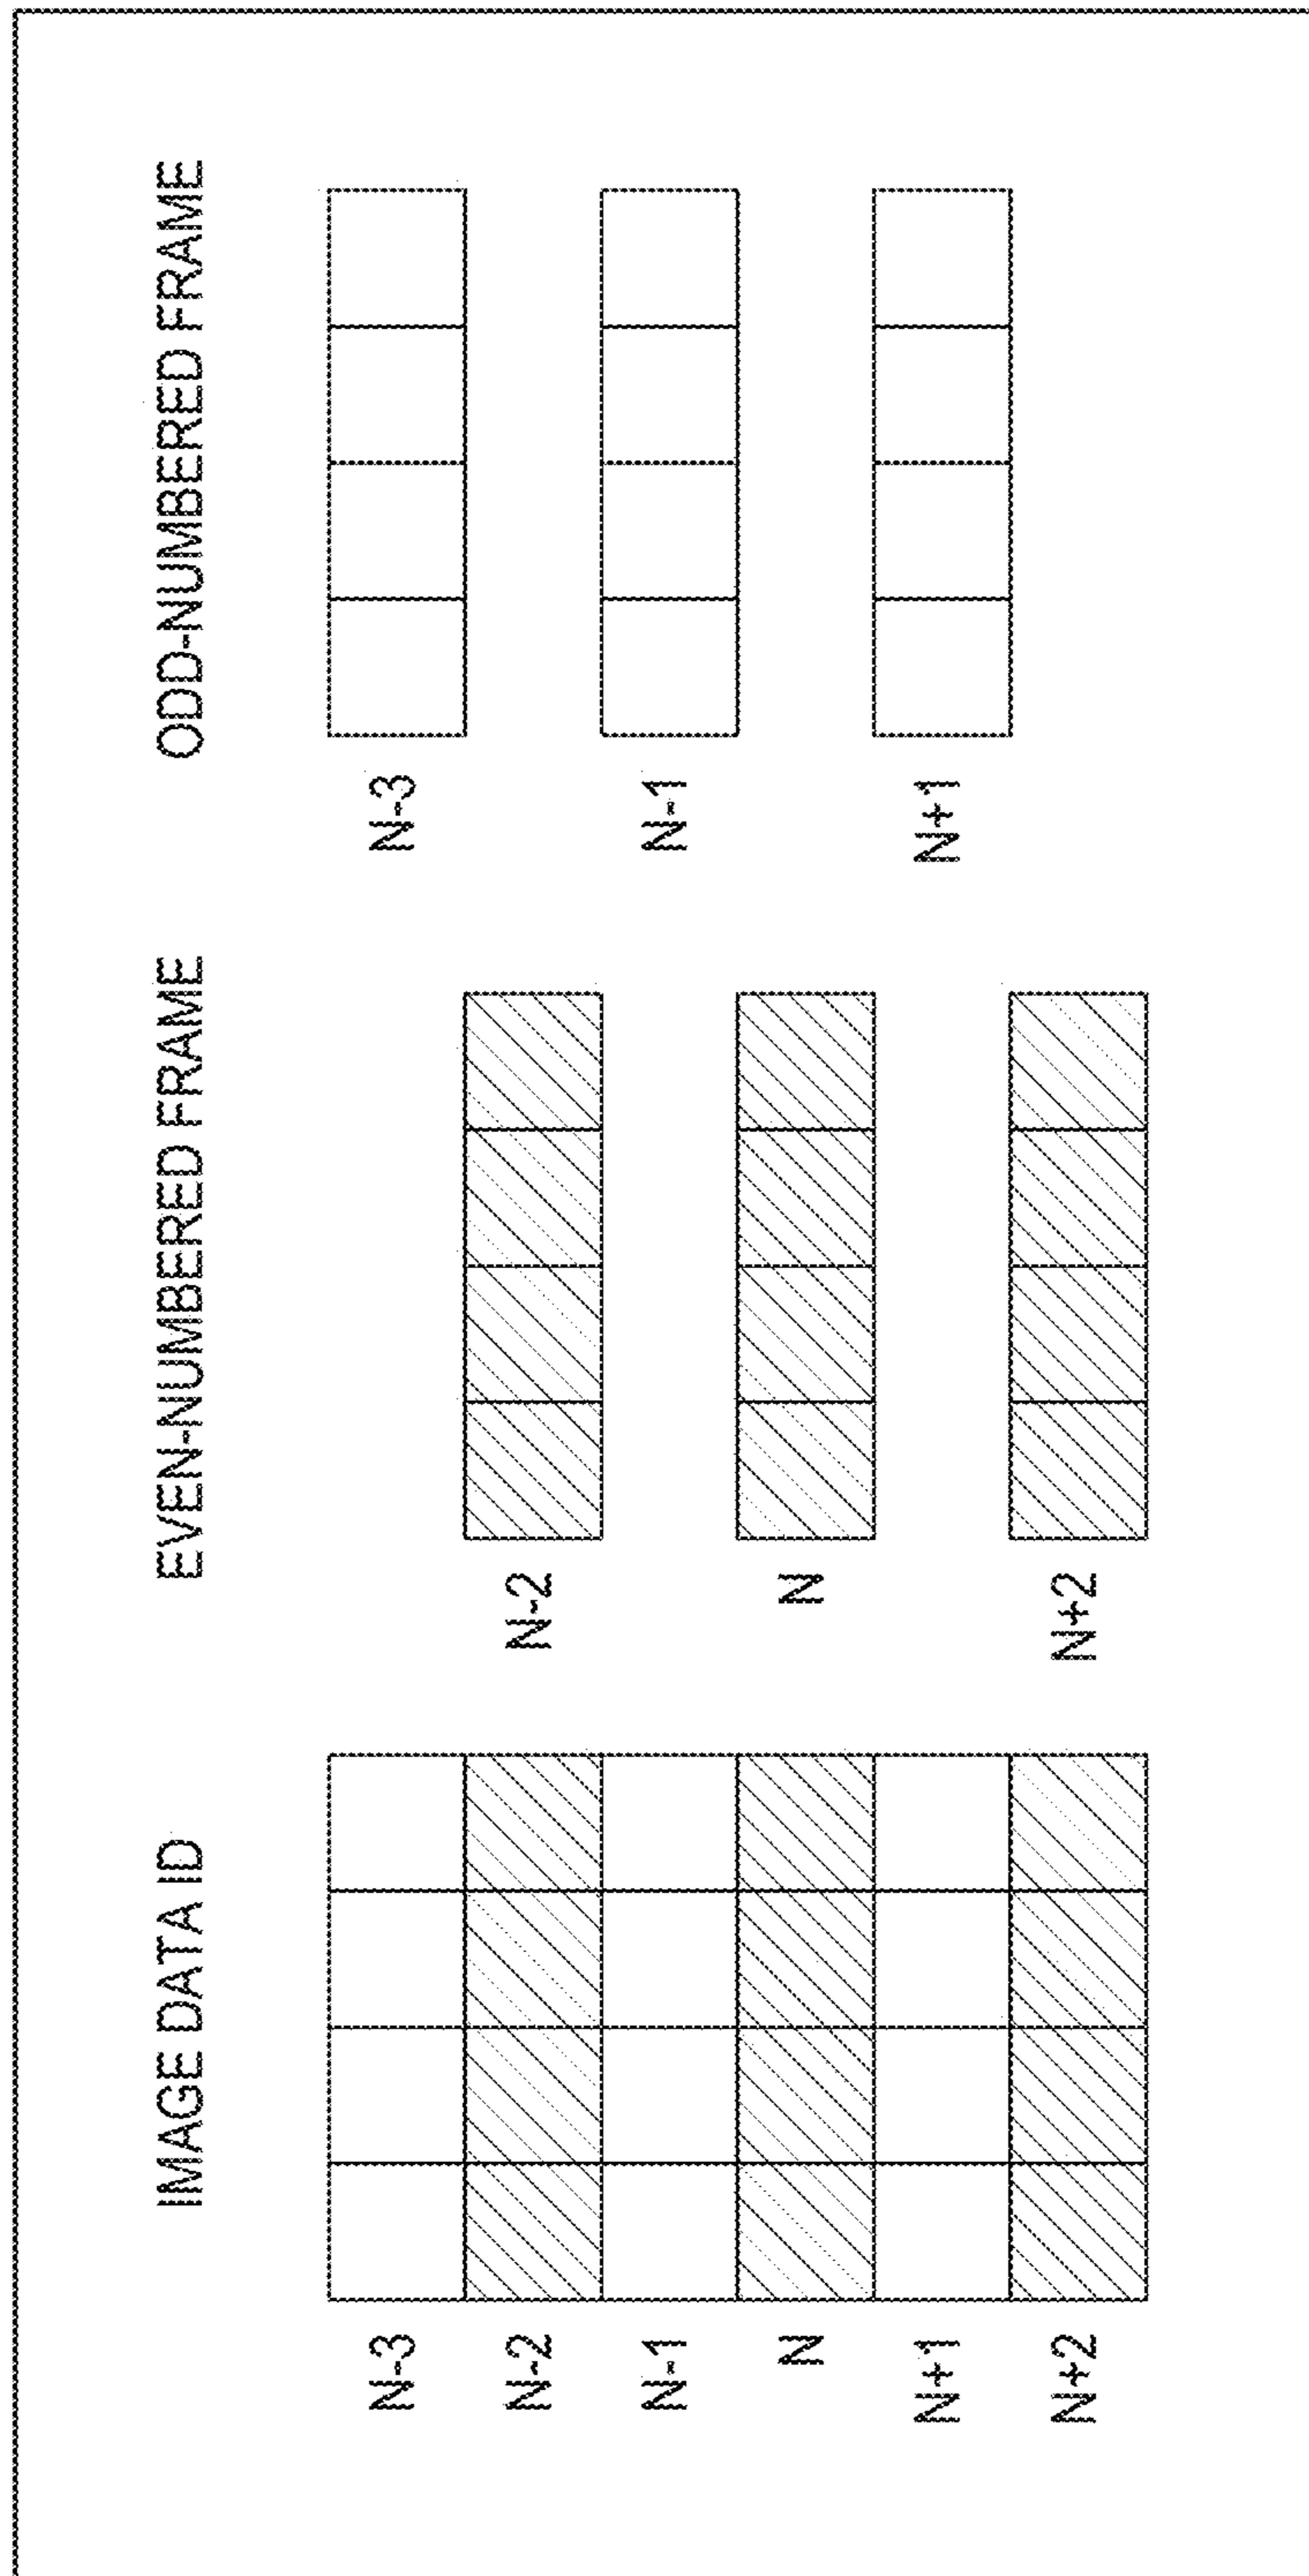 IMAGE DATA ID
N-3
N-2
N-1
N
N+1
N+2
EVEN-NUMBERED FRAME
N-2
N
N+2
ODD-NUMBERED FRAME
N-3
N-1
N+1